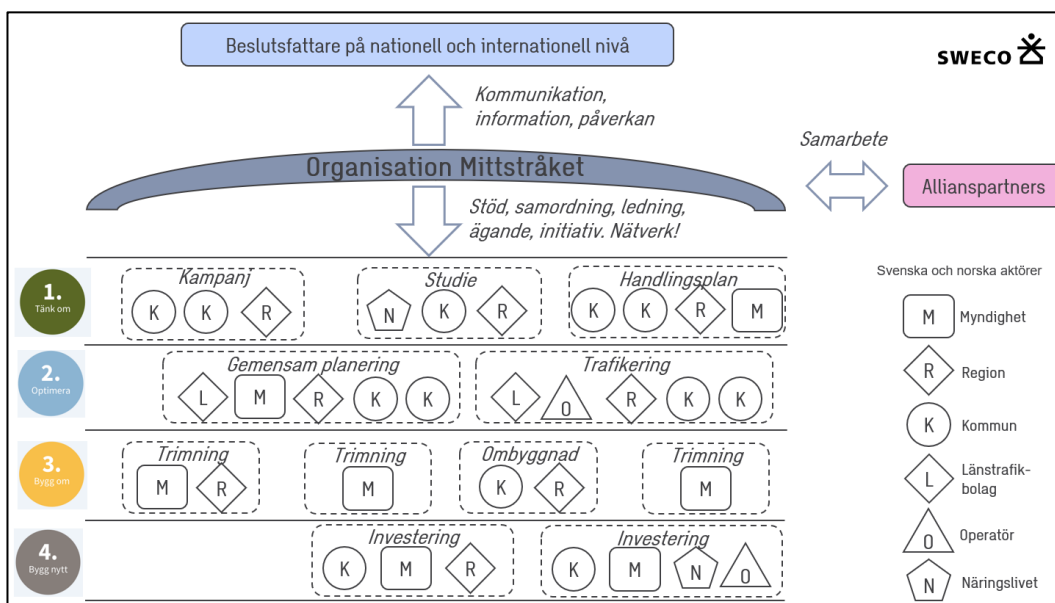 Beslutsfattare på nationell och internationell nivå
SWECO
Kommunikation,
information, påverkan
Samarbete
Organisation Mittstråket
Allianspartners
Stöd, samordning, ledning,
ägande, initiativ. Nätverk!
1.
Tänk om
Kampanj
K K R
Studie
N K R
Handlingsplan
K K R M
2.
Optimera
Gemensam planering
L M R K K
Trafikering
L O R K K
3.
Bygg om
Trimning
M R
Trimning
M
Ombyggnad
K R
Trimning
M
4.
Bygg nytt
Investering
K M R
Investering
K M N O
Svenska och norska aktörer
M Myndighet
R Region
K Kommun
L Länstrafik-
bolag
O Operatör
N Näringslivet